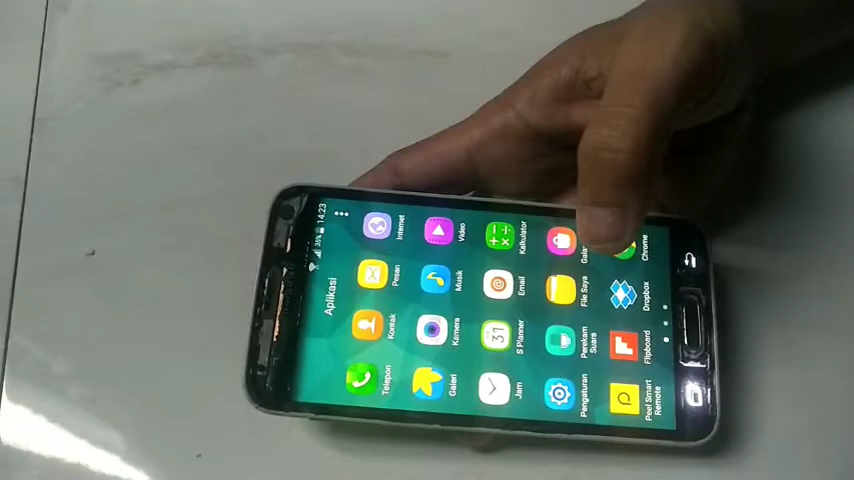 35% 14.23
Aplikasi
Telepon
Kontak
Pesan
Internet
Galeri
Kamera
Musik
Video
Jam
31
S Planner
Email
Kalkulator
Pengaturan
Perekam
Suara
File Saya
Peel Smart
Remote
Flipboard
Dropbox
Chrome